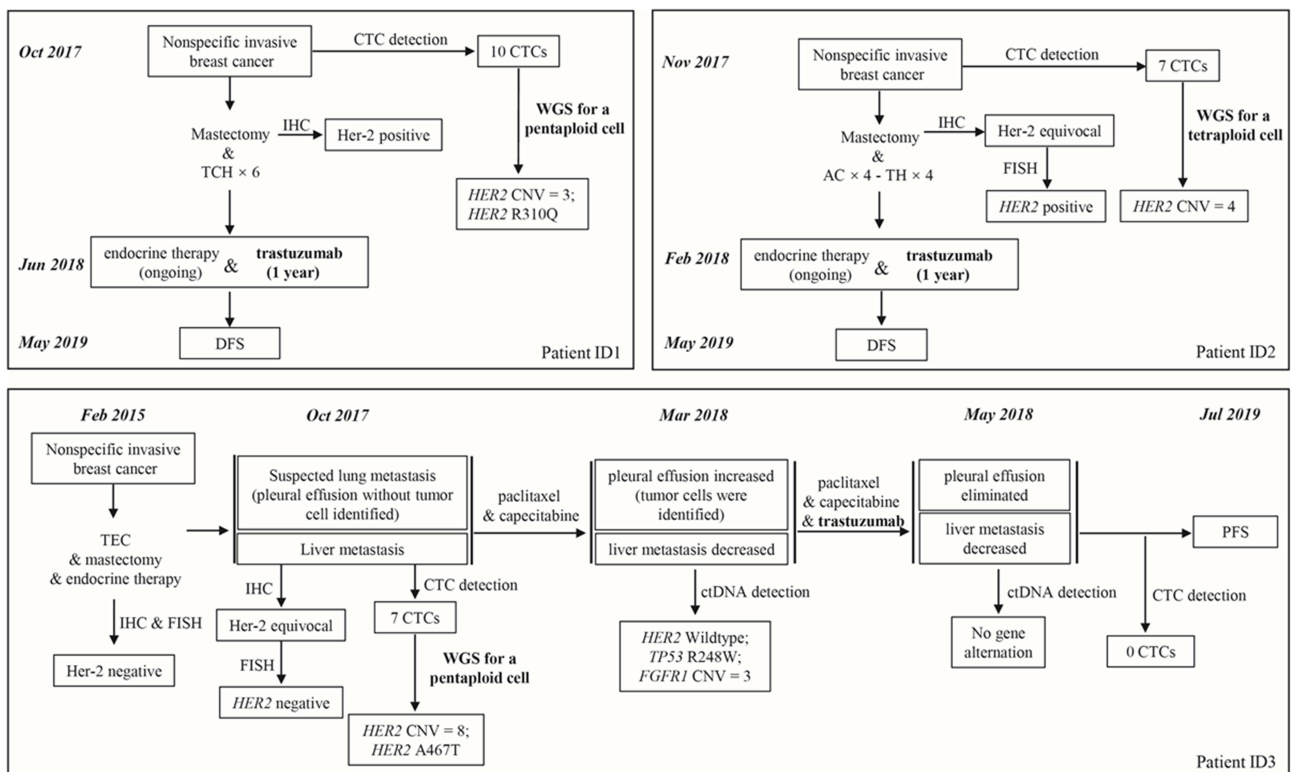 Oct 2017
Nonspecific invasive
breast cancer
CTC detection
10 CTCs
WGS for a
pentaploid cell
Mastectomy
&
TCH × 6
IHC
Her-2 positive
HER2 CNV = 3;
HER2 R310Q
Jun 2018
endocrine therapy
(ongoing)
&
trastuzumab
(1 year)
May 2019
DFS
Patient ID1
Nov 2017
Nonspecific invasive
breast cancer
CTC detection
7 CTCs
WGS for a
tetraploid cell
Mastectomy
&
AC × 4 - TH × 4
IHC
Her-2 equivocal
FISH
HER2 positive
HER2 CNV = 4
Feb 2018
endocrine therapy
(ongoing)
&
trastuzumab
(1 year)
May 2019
DFS
Patient ID2
Feb 2015
Oct 2017
Mar 2018
May 2018
Jul 2019
Nonspecific invasive
breast cancer
TEC
& mastectomy
& endocrine therapy
IHC & FISH
Her-2 negative
Suspected lung metastasis
(pleural effusion without tumor
cell identified)
Liver metastasis
IHC
Her-2 equivocal
FISH
HER2 negative
CTC detection
7 CTCs
WGS for a
pentaploid cell
HER2 CNV = 8;
HER2 A467T
paclitaxel
& capecitabine
pleural effusion increased
(tumor cells were
identified)
liver metastasis decreased
ctDNA detection
HER2 Wildtype;
TP53 R248W;
FGFR1 CNV = 3
paclitaxel
& capecitabine
& trastuzumab
pleural effusion
eliminated
liver metastasis
decreased
ctDNA detection
No gene
alternation
CTC detection
0 CTCs
PFS
Patient ID3